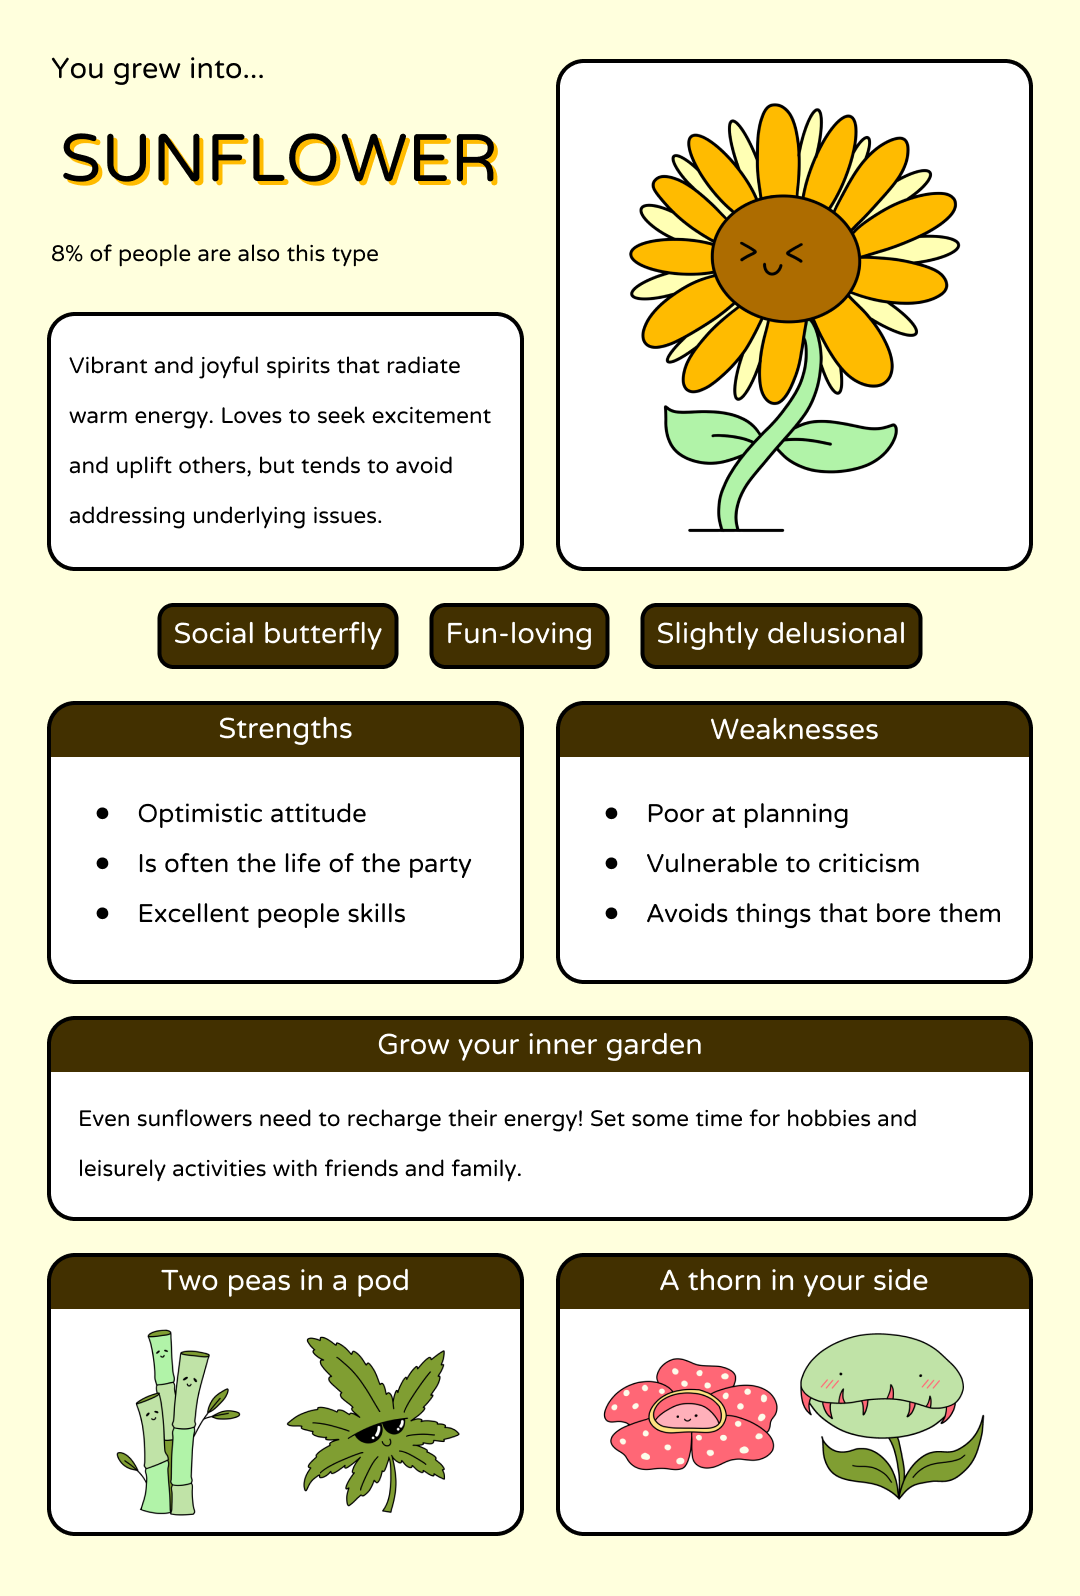 You grew into...
SUNFLOWER
8% of people are also this type
Vibrant and joyful spirits that radiate
warm energy. Loves to seek excitement
and uplift others, but tends to avoid
addressing underlying issues.
Social butterfly
Fun-loving
Slightly delusional
Strengths
● Optimistic attitude
● Is often the life of the party
● Excellent people skills
Weaknesses
● Poor at planning
● Vulnerable to criticism
● Avoids things that bore them
Grow your inner garden
Even sunflowers need to recharge their energy! Set some time for hobbies and
leisurely activities with friends and family.
Two peas in a pod
A thorn in your side